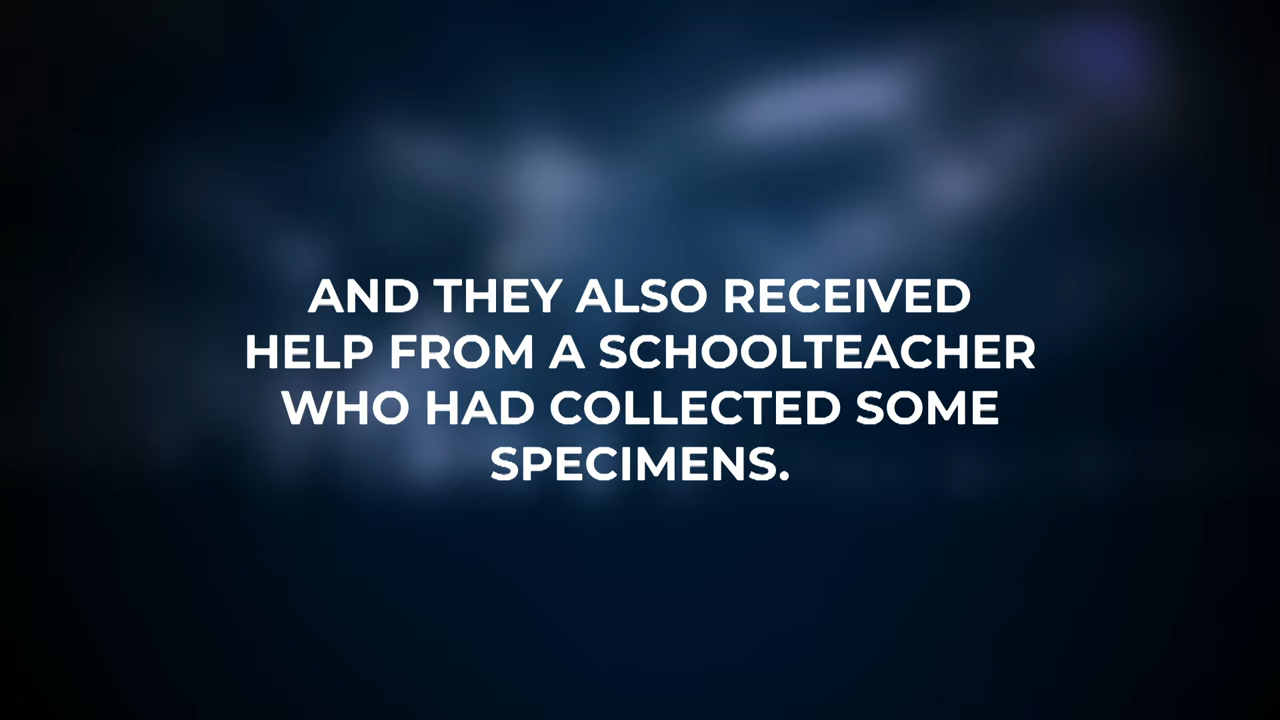 AND THEY ALSO RECEIVED
HELP FROM A SCHOOLTEACHER
WHO HAD COLLECTED SOME
SPECIMENS.